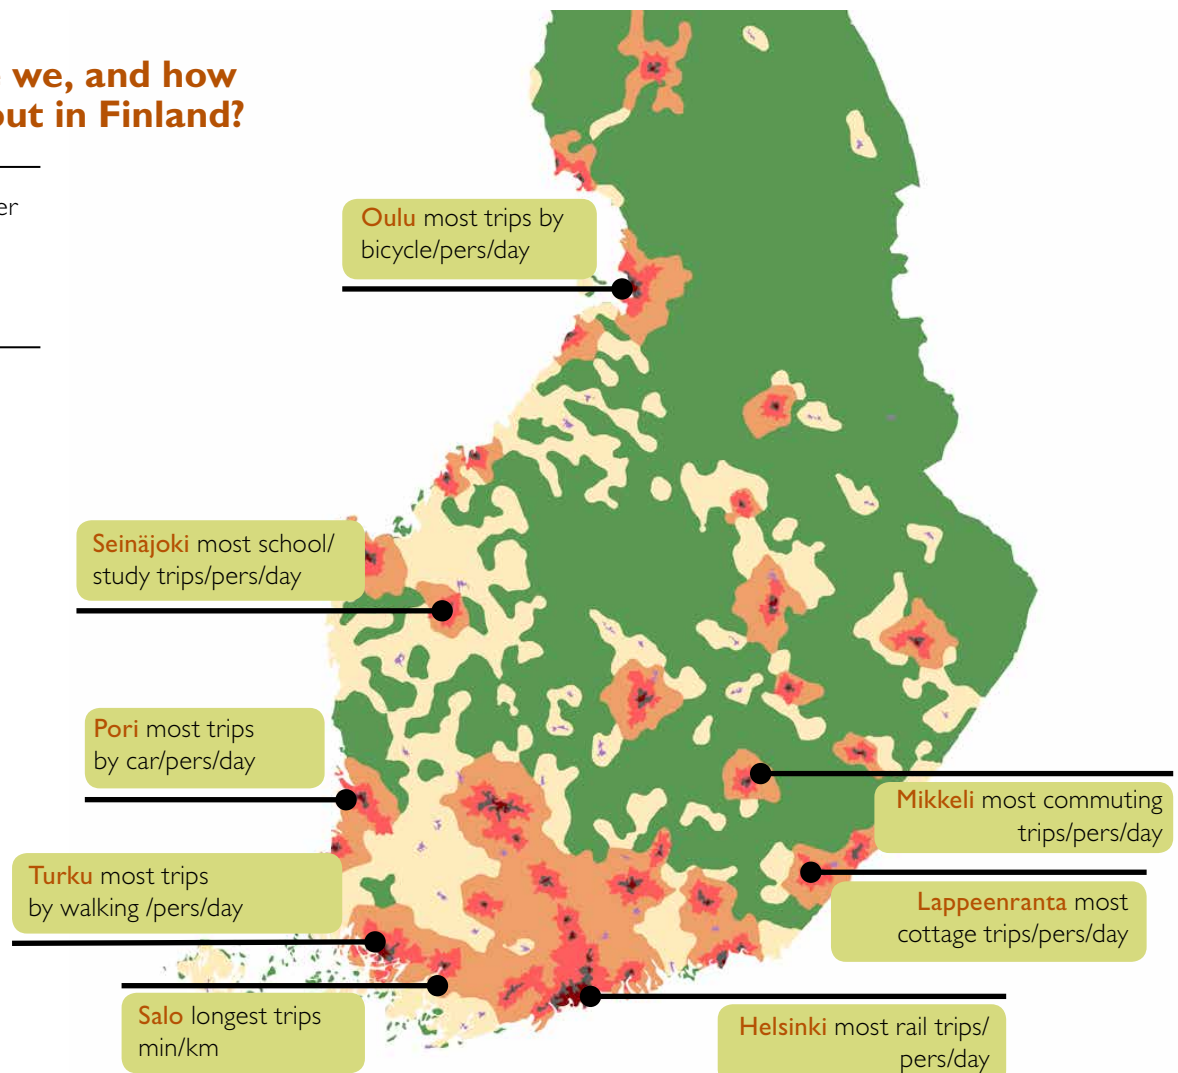 we, and how
out in Finland?
er
Oulu most trips by
bicycle/pers/day
Seinäjoki most school/
study trips/pers/day
Pori most trips
by car/pers/day
Mikkeli most commuting
trips/pers/day
Turku most trips
by walking /pers/day
Lappeenranta most
cottage trips/pers/day
Salo longest trips
min/km
Helsinki most rail trips/
pers/day